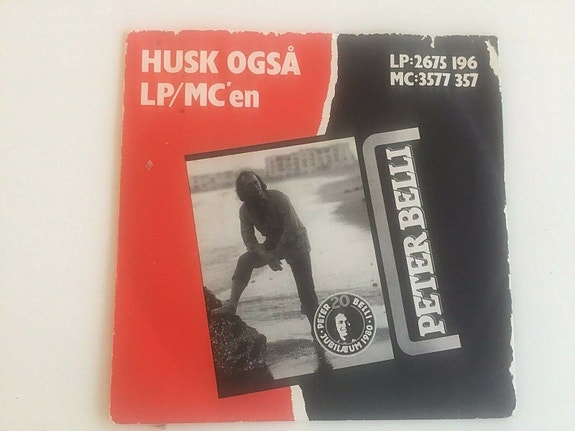 HUSK OGSÅ
LP/MC'en
LP:2675 196
MC:3577 357
PETER BELLI
PETER 20 BELLI
JUBILÆUM 1980